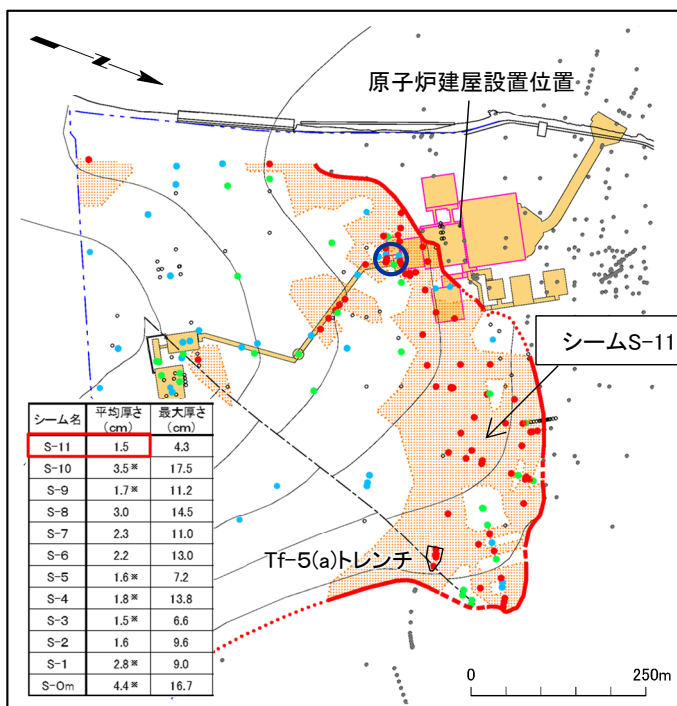 原子炉建屋設置位置
シームS-11
シーム名 平均厚さ(cm) 最大厚さ(cm)
S-11 1.5 4.3
S-10 3.5※ 17.5
S-9 1.7※ 11.2
S-8 3.0 14.5
S-7 2.3 11.0
S-6 2.2 13.0
S-5 1.6※ 7.2
S-4 1.8※ 13.8
S-3 1.5※ 6.6
S-2 1.6 9.6
S-1 2.8※ 9.0
S-0m 4.4※ 16.7
Tf-5(a)トレンチ
0 250m